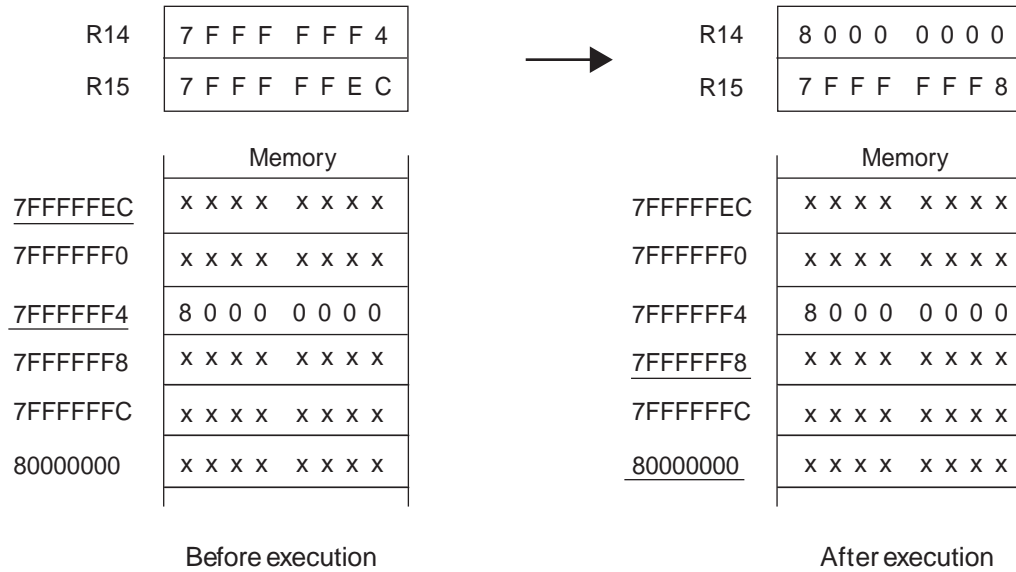 R14 7 F F F F F F 4 R14 8 0 0 0 0 0 0 0
R15 7 F F F F F E C R15 7 F F F F F F 8
Memory Memory
7FFFFFEC x x x x x x x x 7FFFFFEC x x x x x x x x
7FFFFFF0 x x x x x x x x 7FFFFFF0 x x x x x x x x
7FFFFFF4 8 0 0 0 0 0 0 0 7FFFFFF4 8 0 0 0 0 0 0 0
7FFFFFF8 x x x x x x x x 7FFFFFF8 x x x x x x x x
7FFFFFFC x x x x x x x x 7FFFFFFC x x x x x x x x
80000000 x x x x x x x x 80000000 x x x x x x x x
Before execution After execution